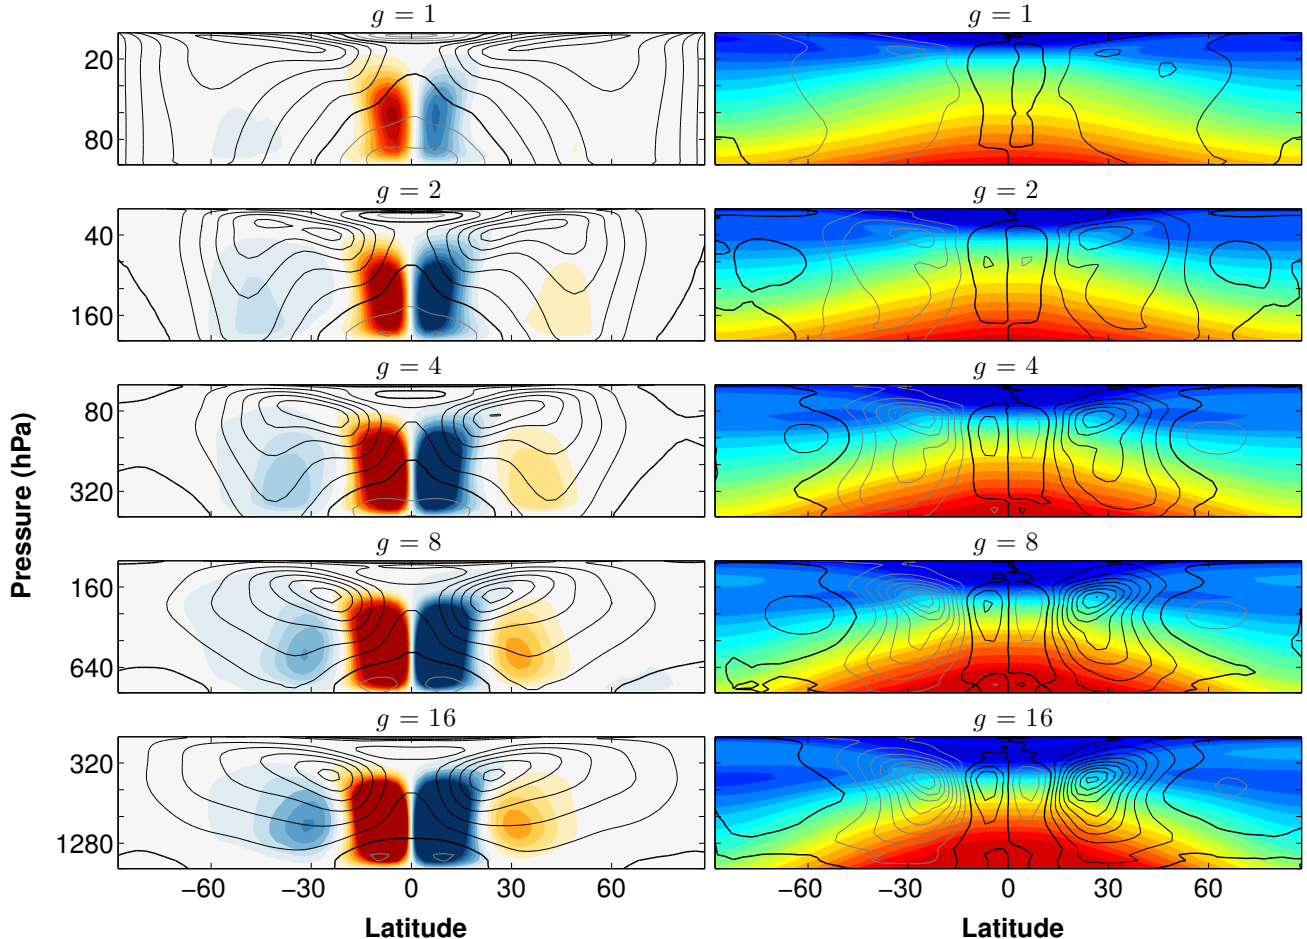 g = 1
g = 1
20
80
g = 2
g = 2
40
160
g = 4
g = 4
80
320
Pressure (hPa)
g = 8
g = 8
160
640
g = 16
g = 16
320
1280
−60 −30 0 30 60
−60 −30 0 30 60
Latitude
Latitude